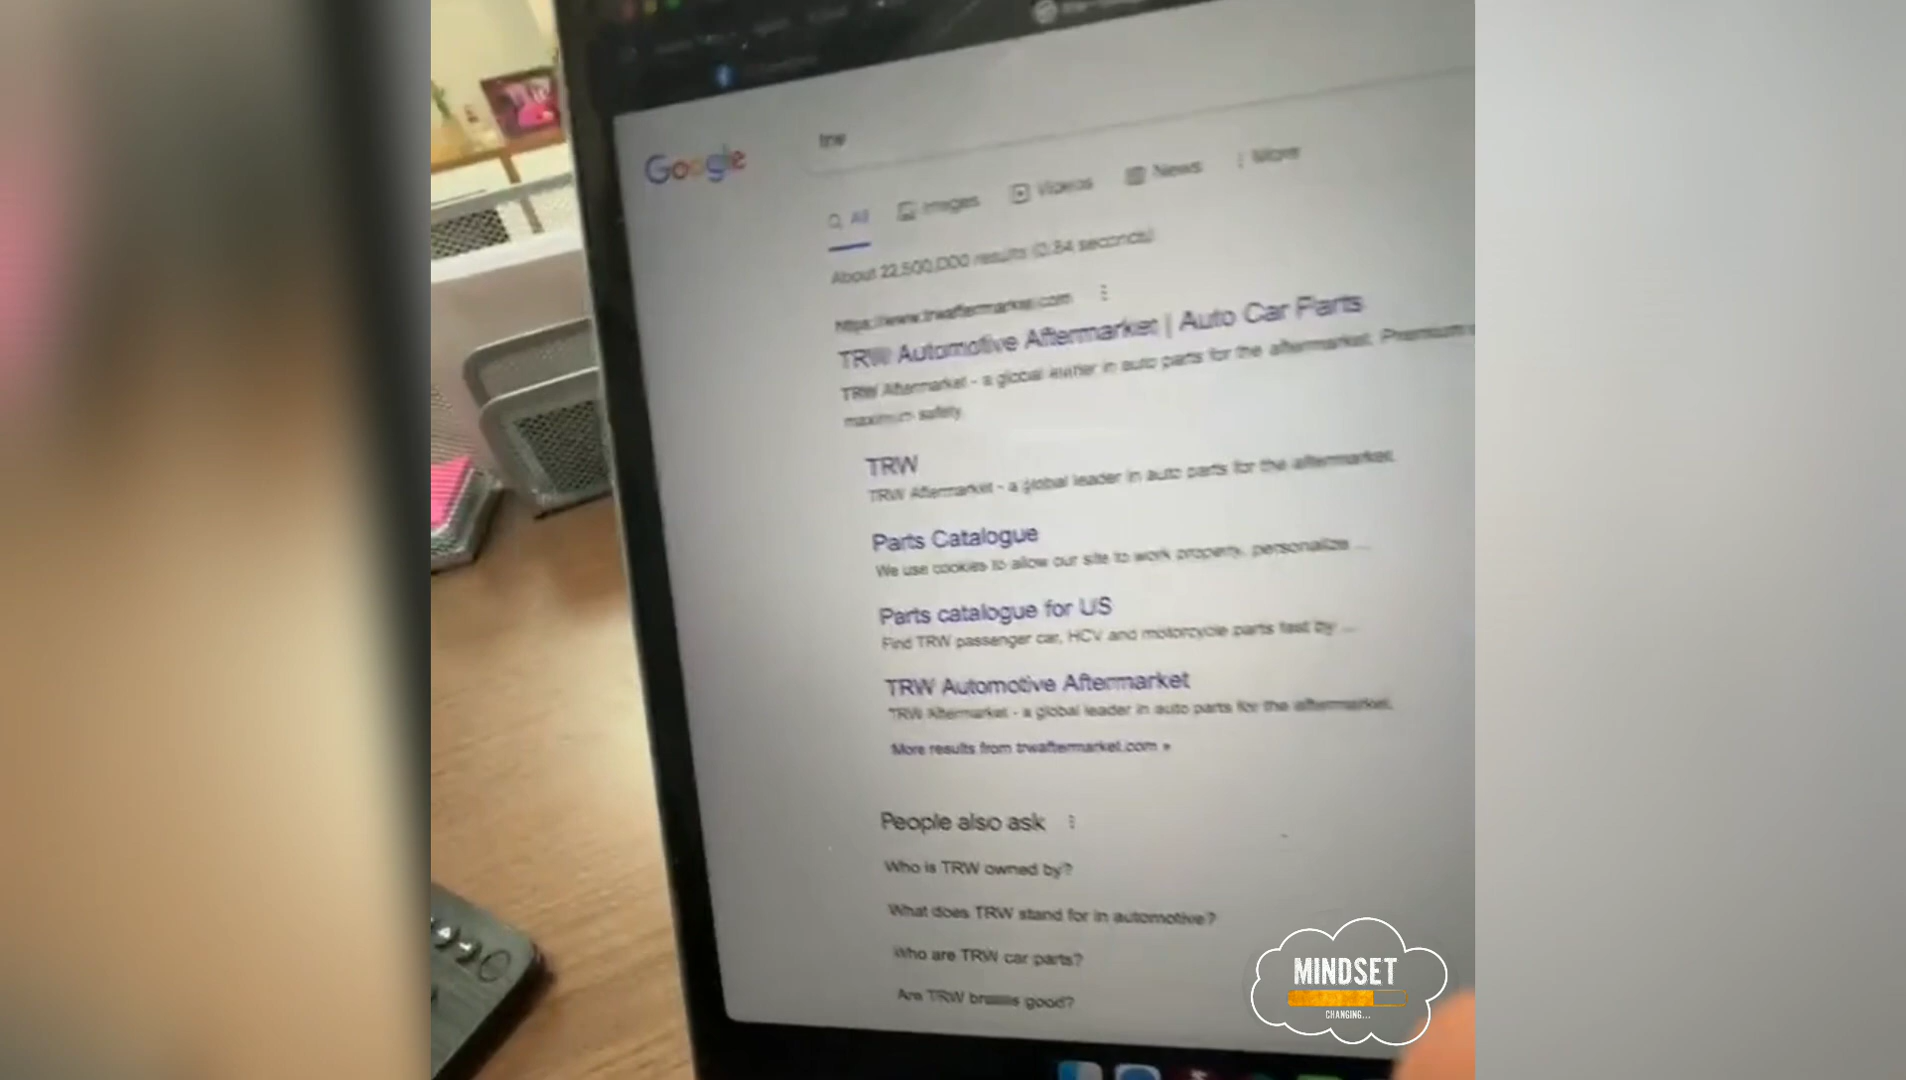 Google
trw
All Images Videos News More
About 22,500,000 results (0.84 seconds)
https://www.trwaftermarket.com
TRW Automotive Aftermarket | Auto Car Parts
TRW Aftermarket - a global leader in auto parts for the aftermarket. Premium
maximum safety.
TRW
TRW Aftermarket - a global leader in auto parts for the aftermarket.
Parts Catalogue
We use cookies to allow our site to work property, personalize ...
Parts catalogue for US
Find TRW passenger car, HCV and motorcycle parts fast by ...
TRW Automotive Aftermarket
TRW Aftermarket - a global leader in auto parts for the aftermarket.
More results from trwaftermarket.com »
People also ask
Who is TRW owned by?
What does TRW stand for in automotive?
Who are TRW car parts?
Are TRW good?
MINDSET
CHANGING...